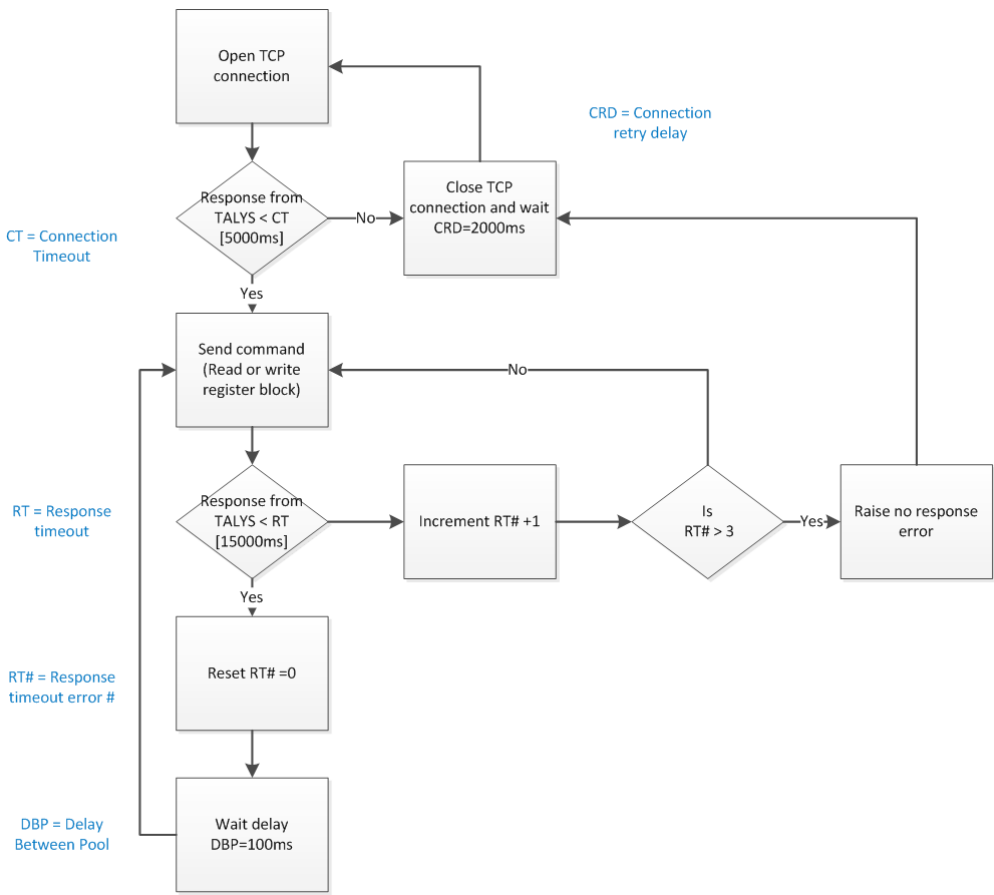 Open TCP
connection
CRD = Connection
retry delay
Response from
TALYS < CT
[5000ms]
No
Close TCP
connection and wait
CRD=2000ms
CT = Connection
Timeout
Yes
Send command
(Read or write
register block)
No
RT = Response
timeout
Response from
TALYS < RT
[15000ms]
Increment RT# +1
Is
RT# > 3
Yes
Raise no response
error
Yes
RT# = Response
timeout error #
Reset RT# =0
DBP = Delay
Between Pool
Wait delay
DBP=100ms